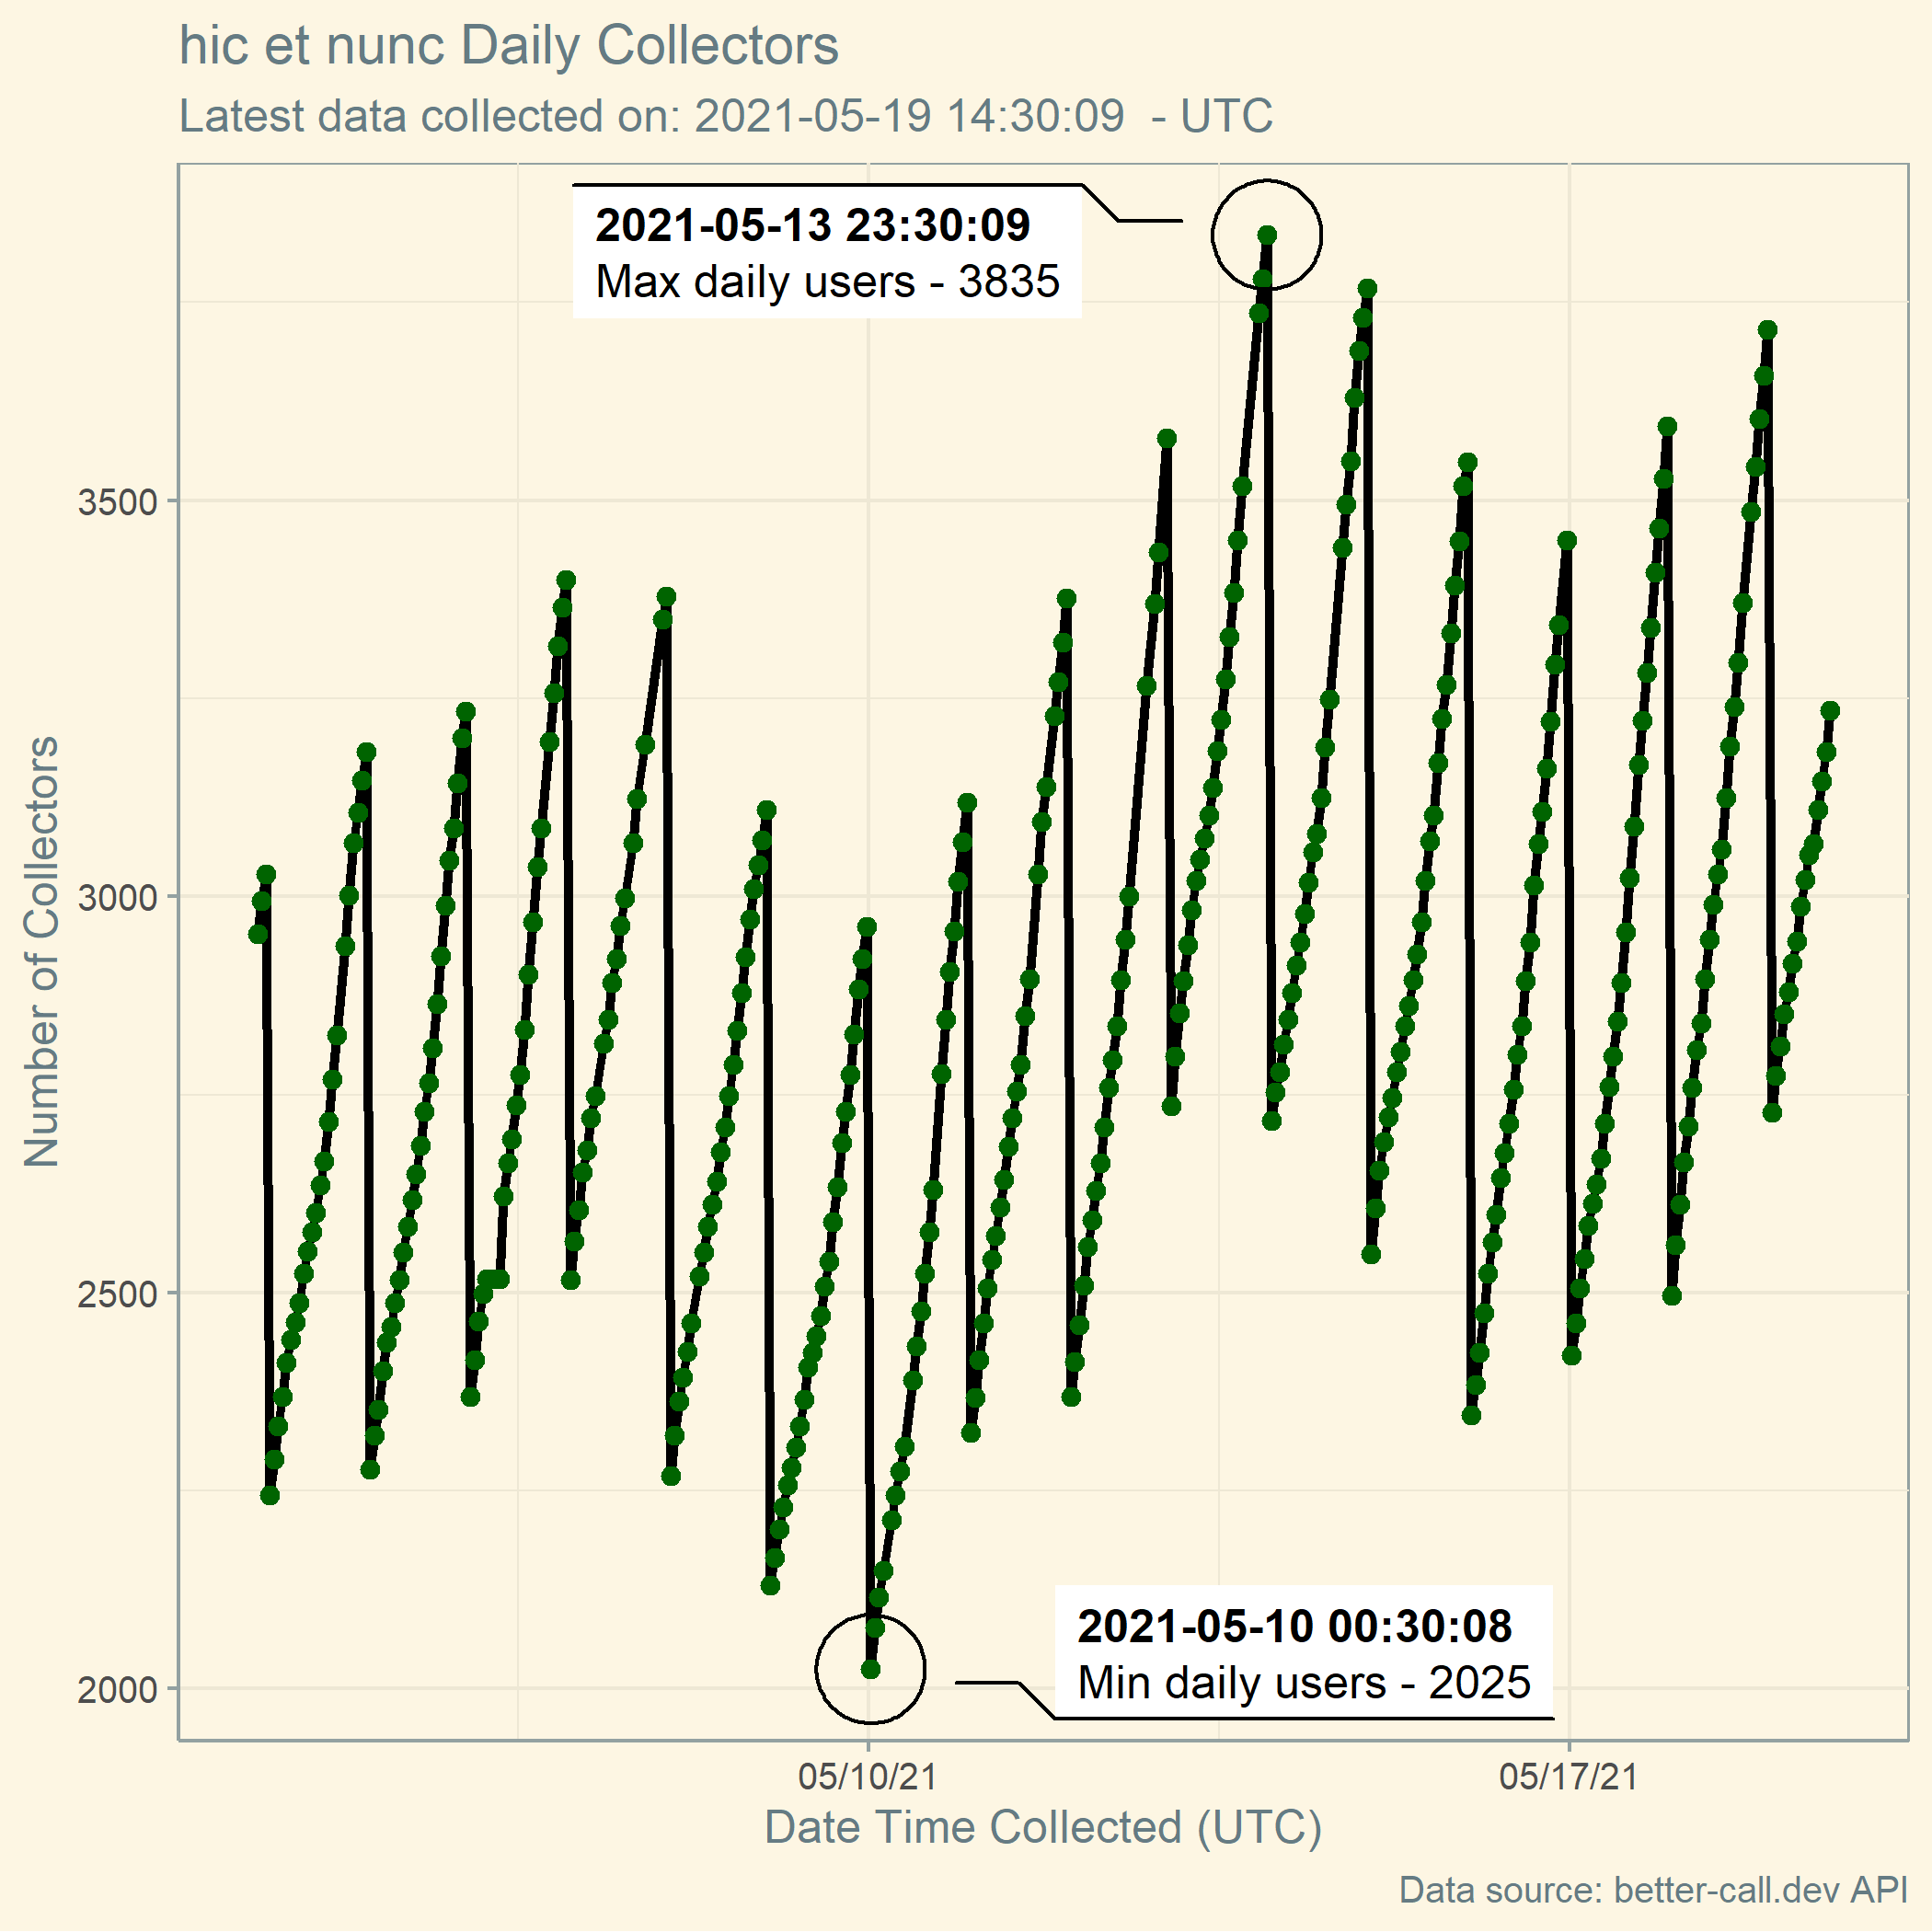 hic et nunc Daily Collectors
Latest data collected on: 2021-05-19 14:30:09  - UTC
2021-05-13 23:30:09
Max daily users - 3835
3500
3000
2500
2000
Number of Collectors
2021-05-10 00:30:08
Min daily users - 2025
05/10/21
05/17/21
Date Time Collected (UTC)
Data source: better-call.dev API